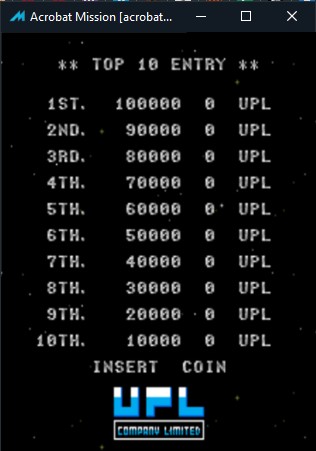 Acrobat Mission [acrobat...
** TOP 10 ENTRY **
1ST. 100000 0 UPL
2ND. 90000 0 UPL
3RD. 80000 0 UPL
4TH. 70000 0 UPL
5TH. 60000 0 UPL
6TH. 50000 0 UPL
7TH. 40000 0 UPL
8TH. 30000 0 UPL
9TH. 20000 0 UPL
10TH. 10000 0 UPL
INSERT COIN
UPL
COMPANY LIMITED